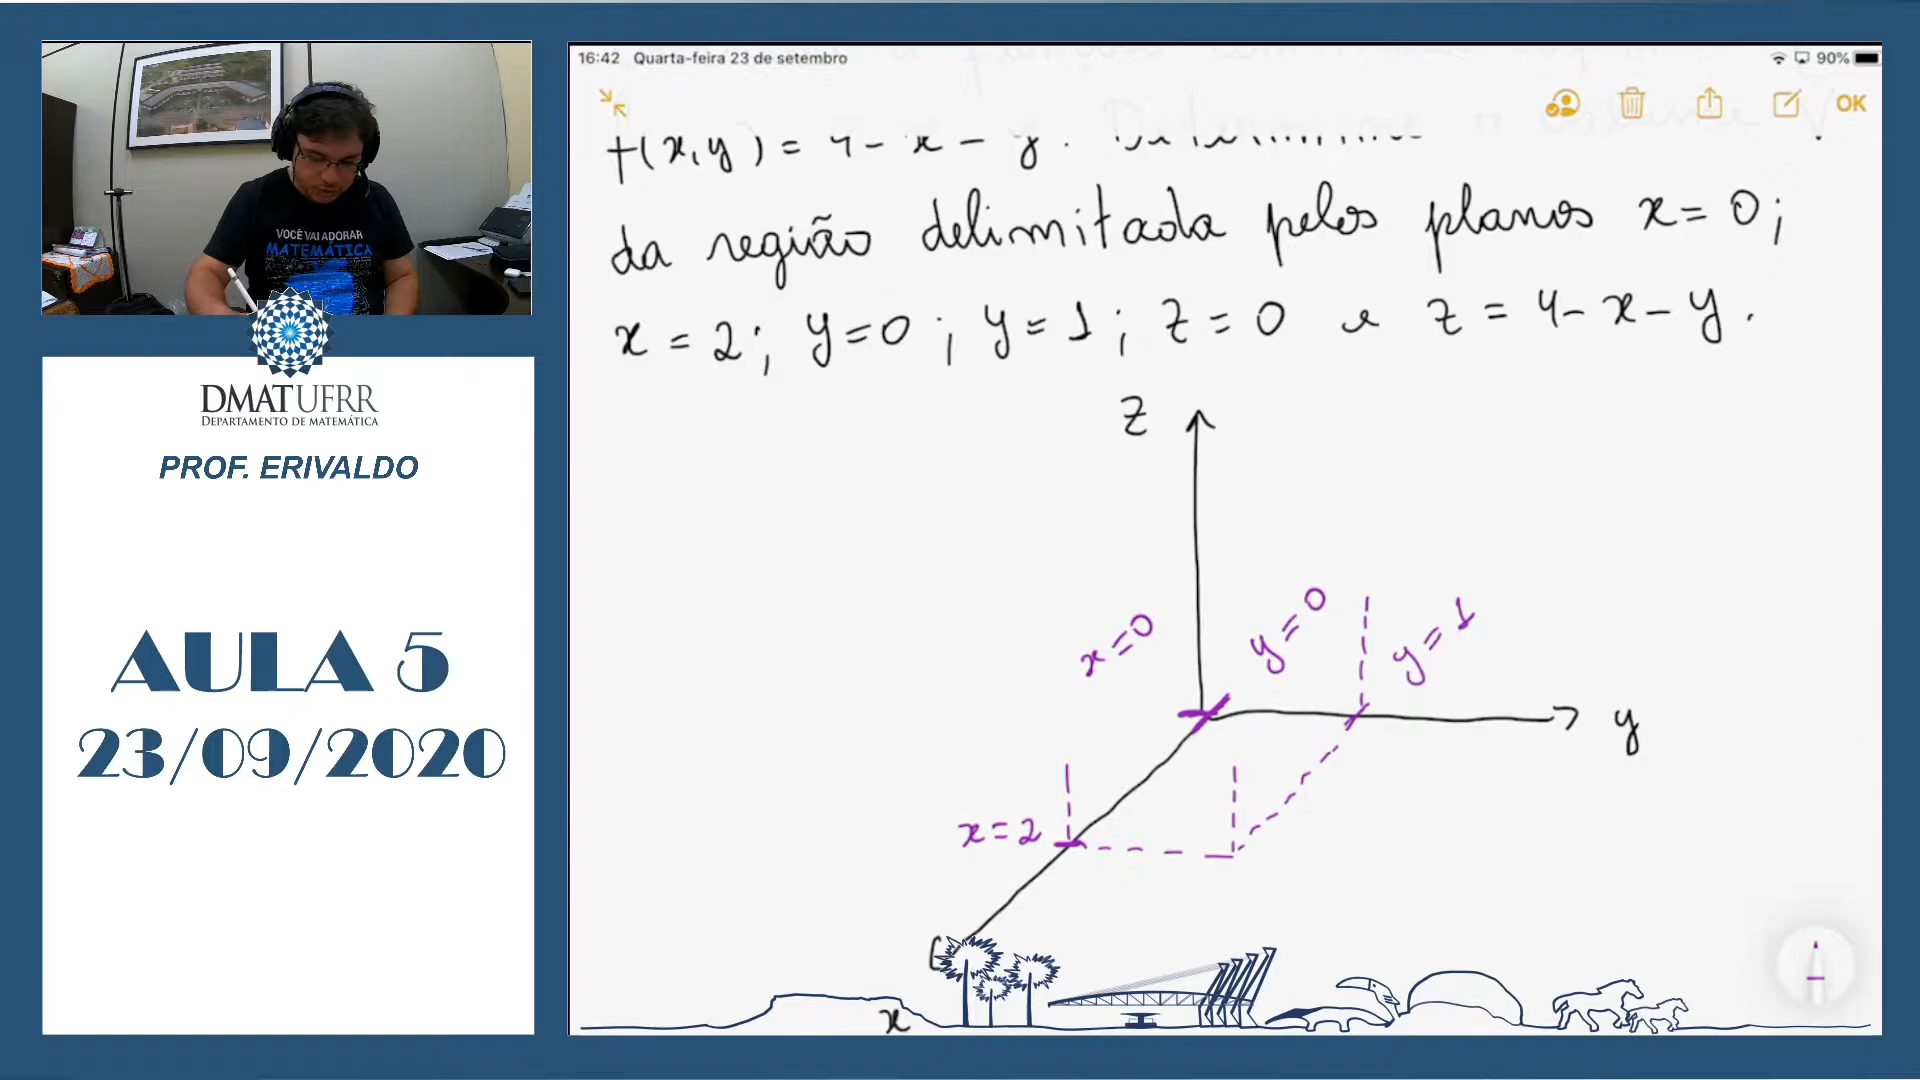 16:42 Quarta-feira 23 de setembro
90%
OK
f(x,y) = 4 - x - y.
da região delimitada pelos planos x = 0;
x = 2; y = 0; y = 1; z = 0 e z = 4 - x - y.
z
x = 0
y = 0
y = 1
y
x = 2
x
VOCÊ VAI ADORAR
MATEMÁTICA
DMATUFRR
DEPARTAMENTO DE MATEMÁTICA
PROF. ERIVALDO
AULA 5
23/09/2020